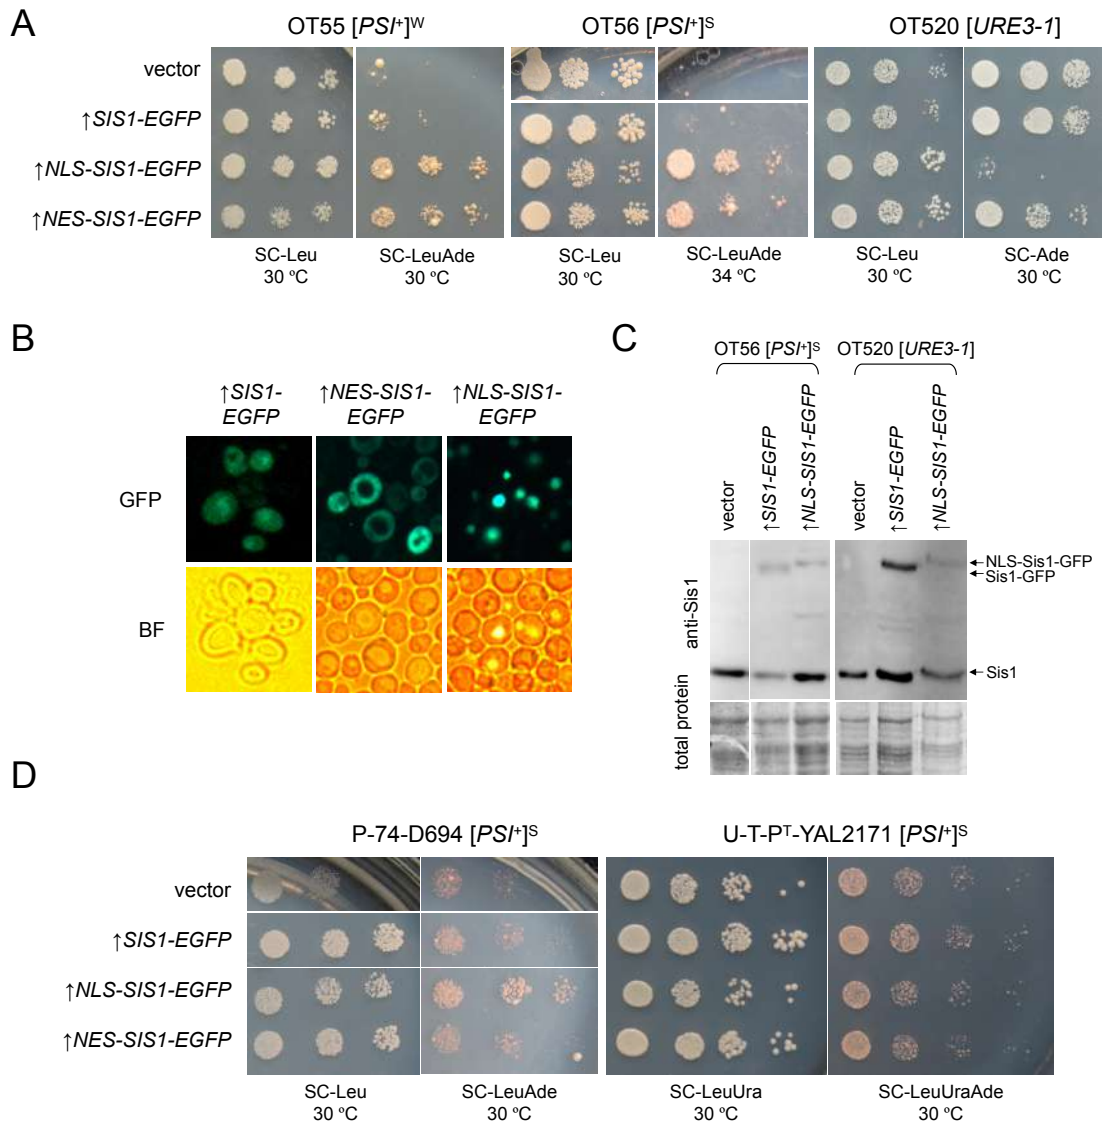 A
OT55 [PSI⁺]ᵂ
OT56 [PSI⁺]ˢ
OT520 [URE3-1]
vector
↑SIS1-EGFP
↑NLS-SIS1-EGFP
↑NES-SIS1-EGFP
SC-Leu
30 ºC
SC-LeuAde
30 ºC
SC-Leu
30 ºC
SC-LeuAde
34 ºC
SC-Leu
30 ºC
SC-Ade
30 ºC
B
↑SIS1-
EGFP
↑NES-SIS1-
EGFP
↑NLS-SIS1-
EGFP
GFP
BF
C
OT56 [PSI⁺]ˢ
OT520 [URE3-1]
vector
↑SIS1-EGFP
↑NLS-SIS1-EGFP
vector
↑SIS1-EGFP
↑NLS-SIS1-EGFP
anti-Sis1
NLS-Sis1-GFP
Sis1-GFP
Sis1
total protein
D
P-74-D694 [PSI⁺]ˢ
U-T-Pᵀ-YAL2171 [PSI⁺]ˢ
vector
↑SIS1-EGFP
↑NLS-SIS1-EGFP
↑NES-SIS1-EGFP
SC-Leu
30 ºC
SC-LeuAde
30 ºC
SC-LeuUra
30 ºC
SC-LeuUraAde
30 ºC